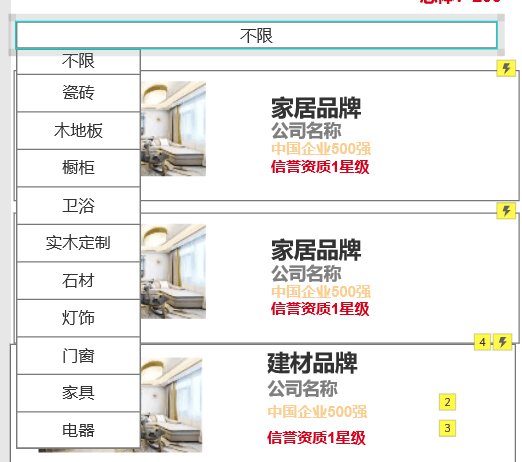 不限
不限
瓷砖
木地板
橱柜
卫浴
实木定制
石材
灯饰
门窗
家具
电器
家居品牌
公司名称
中国企业500强
信誉资质1星级
家居品牌
公司名称
中国企业500强
信誉资质1星级
4
建材品牌
公司名称
中国企业500强
信誉资质1星级
2
3